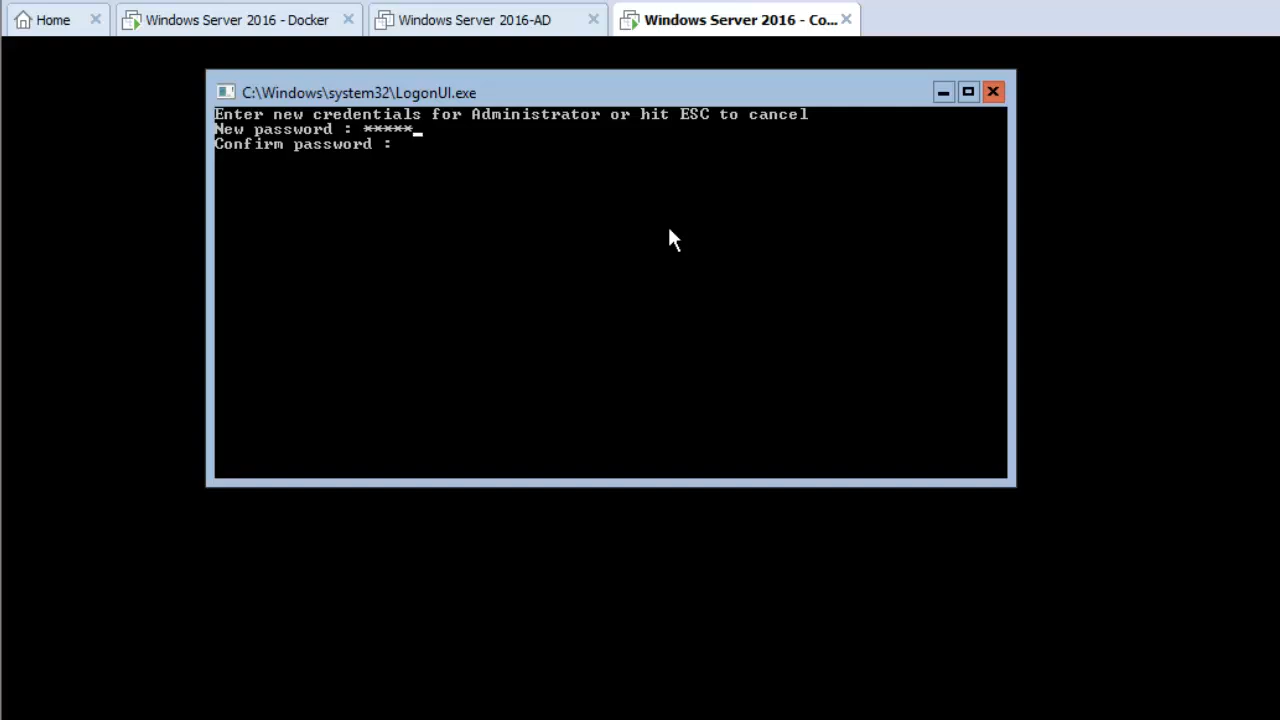 Home
Windows Server 2016 - Docker
Windows Server 2016-AD
Windows Server 2016 - Co...
C:\Windows\system32\LogonUI.exe
Enter new credentials for Administrator or hit ESC to cancel
New password : *****_
Confirm password :